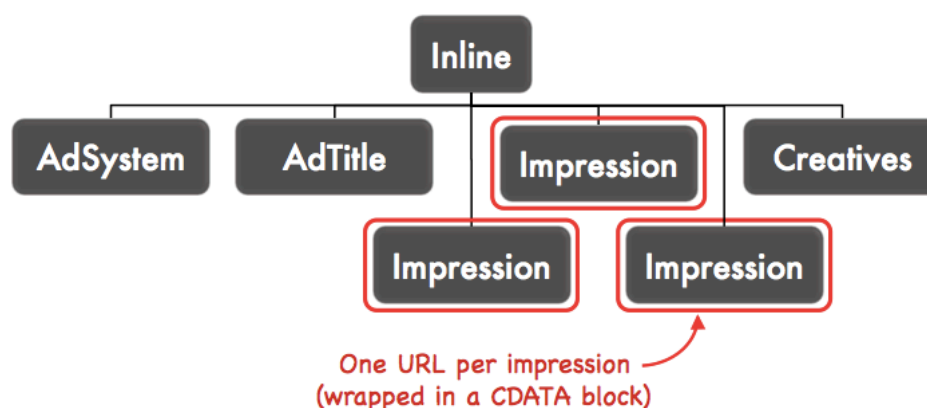 Inline
AdSystem
AdTitle
Impression
Creatives
Impression
Impression
One URL per impression
(wrapped in a CDATA block)